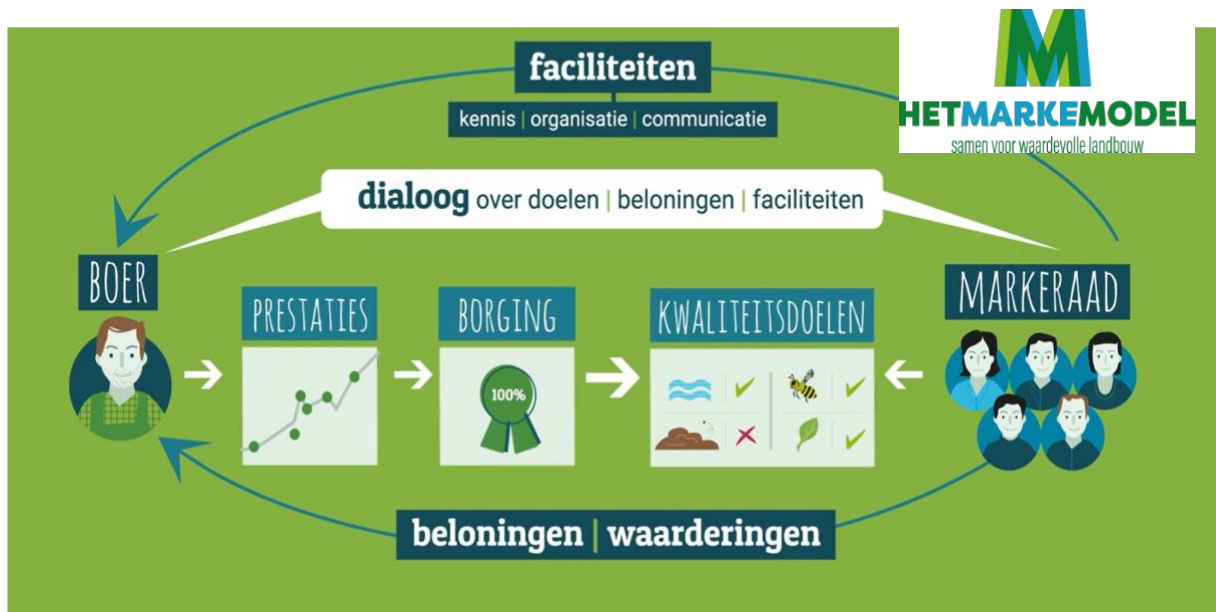 faciliteiten
kennis | organisatie | communicatie
HETMARKEMODEL
samen voor waardevolle landbouw
dialoog over doelen | beloningen | faciliteiten
BOER
MARKERAAD
PRESTATIES
BORGING
KWALITEITSDOELEN
100%
beloningen | waarderingen